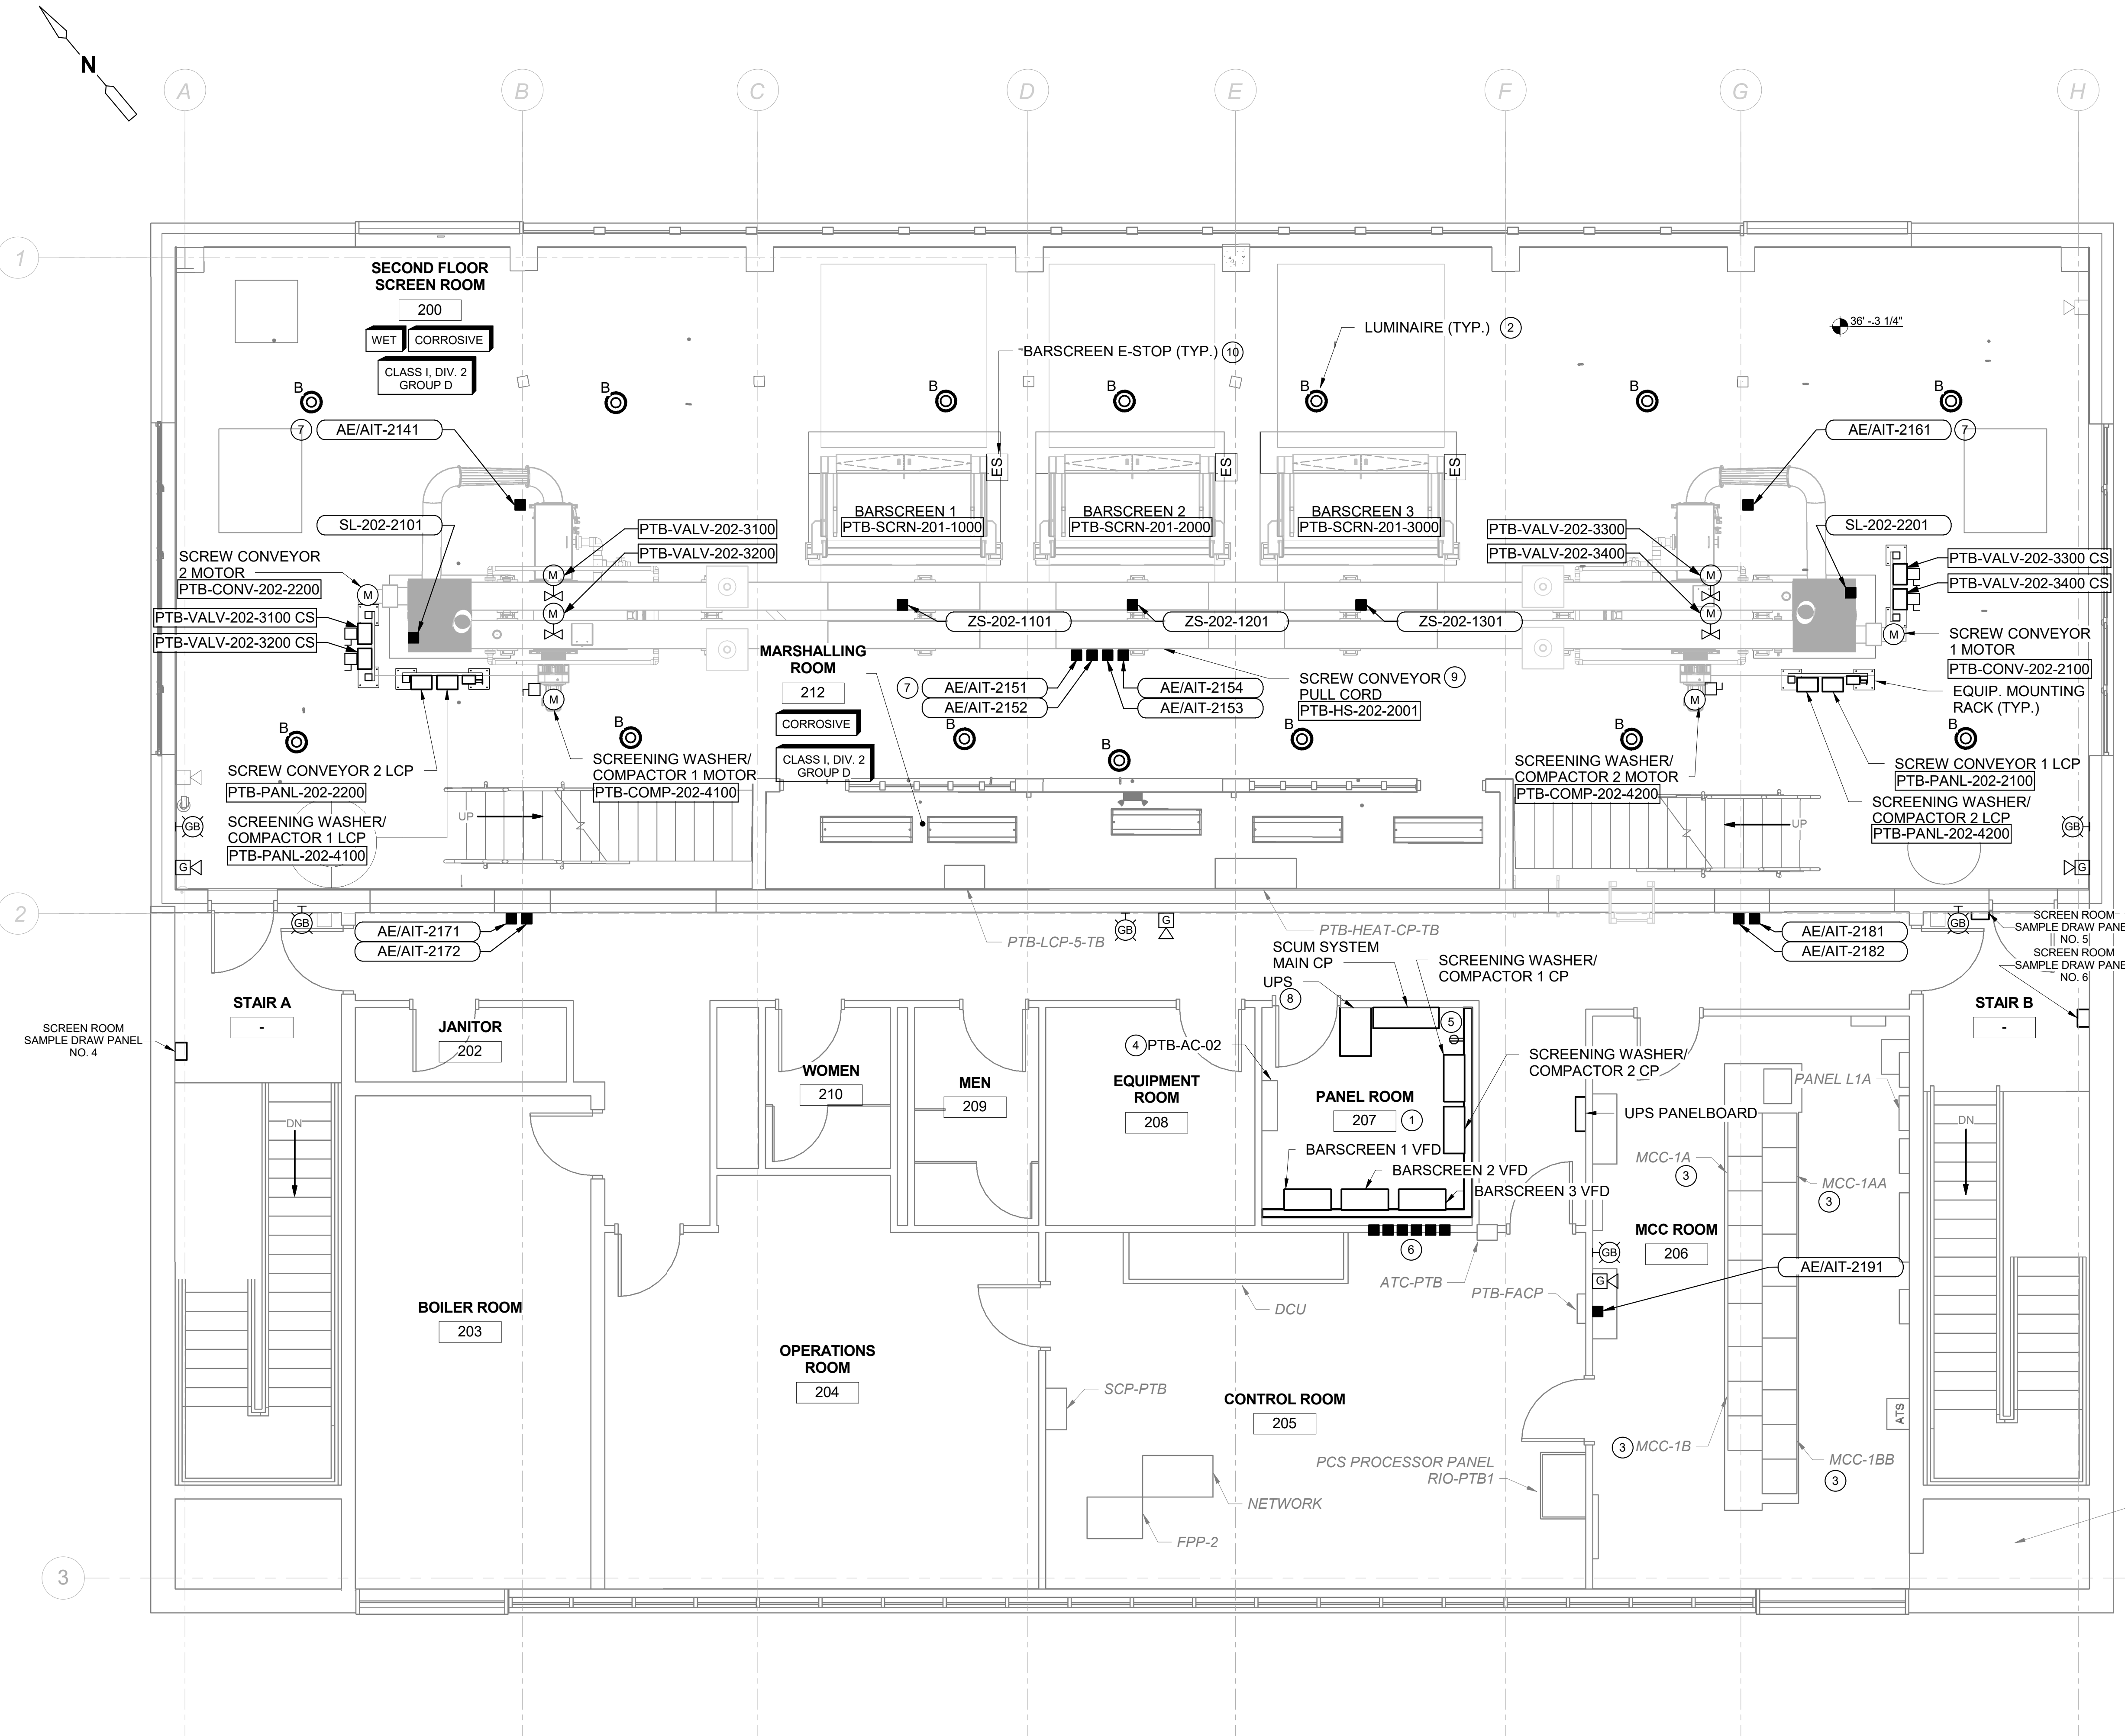 N
A
B
C
D
E
F
G
H
1
SECOND FLOOR
SCREEN ROOM
200
WET
CORROSIVE
CLASS I, DIV. 2
GROUP D
LUMINAIRE (TYP.) 2
36' -3 1/4"
BARSCREEN E-STOP (TYP.) 10
B
B
B
B
B
B
B
7 AE/AIT-2141
AE/AIT-2161 7
ES
ES
ES
BARSCREEN 1
PTB-SCRN-201-1000
BARSCREEN 2
PTB-SCRN-201-2000
BARSCREEN 3
PTB-SCRN-201-3000
SL-202-2101
PTB-VALV-202-3100
PTB-VALV-202-3200
PTB-VALV-202-3300
PTB-VALV-202-3400
SL-202-2201
SCREW CONVEYOR
2 MOTOR
PTB-CONV-202-2200
M
M
M
M
M
PTB-VALV-202-3300 CS
PTB-VALV-202-3400 CS
PTB-VALV-202-3100 CS
PTB-VALV-202-3200 CS
ZS-202-1101
ZS-202-1201
ZS-202-1301
M
SCREW CONVEYOR
1 MOTOR
PTB-CONV-202-2100
MARSHALLING
ROOM
212
CORROSIVE
CLASS I, DIV. 2
GROUP D
7 AE/AIT-2151
AE/AIT-2152
AE/AIT-2154
AE/AIT-2153
SCREW CONVEYOR 9
PULL CORD
PTB-HS-202-2001
M
M
EQUIP. MOUNTING
RACK (TYP.)
B
B
B
B
B
B
B
SCREW CONVEYOR 2 LCP
PTB-PANL-202-2200
SCREENING WASHER/
COMPACTOR 1 MOTOR
PTB-COMP-202-4100
SCREENING WASHER/
COMPACTOR 2 MOTOR
PTB-COMP-202-4200
SCREW CONVEYOR 1 LCP
PTB-PANL-202-2100
SCREENING WASHER/
COMPACTOR 1 LCP
PTB-PANL-202-4100
SCREENING WASHER/
COMPACTOR 2 LCP
PTB-PANL-202-4200
UP
UP
GB
G
GB
G
2
GB
AE/AIT-2171
AE/AIT-2172
PTB-LCP-5-TB
GB
G
PTB-HEAT-CP-TB
AE/AIT-2181
AE/AIT-2182
GB
SCREEN ROOM
SAMPLE DRAW PANE
NO. 5
SCREEN ROOM
SAMPLE DRAW PANE
NO. 6
SCUM SYSTEM
MAIN CP
SCREENING WASHER/
COMPACTOR 1 CP
UPS
8
5
STAIR A
-
STAIR B
-
SCREEN ROOM
SAMPLE DRAW PANEL
NO. 4
JANITOR
202
WOMEN
210
MEN
209
EQUIPMENT
ROOM
208
4 PTB-AC-02
PANEL ROOM
207 1
SCREENING WASHER/
COMPACTOR 2 CP
UPS PANELBOARD
PANEL L1A
BARSCREEN 1 VFD
BARSCREEN 2 VFD
BARSCREEN 3 VFD
DN
DN
MCC-1A
3
MCC-1AA
3
MCC ROOM
206
6
GB
G
AE/AIT-2191
ATC-PTB
PTB-FACP
DCU
BOILER ROOM
203
OPERATIONS
ROOM
204
SCP-PTB
CONTROL ROOM
205
ATS
3 MCC-1B
MCC-1BB
3
PCS PROCESSOR PANEL
RIO-PTB1
NETWORK
FPP-2
3